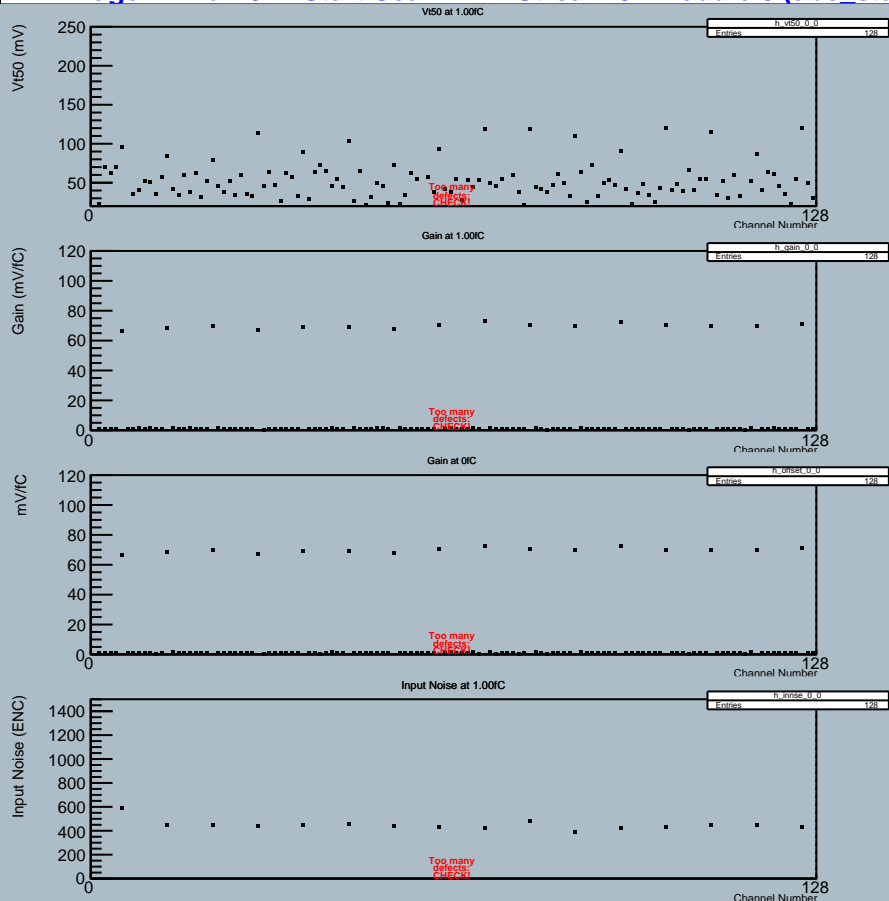 Vt50 at 1.00fC
h_vt50_0_0
Entries 128
Vt50 (mV)
250
200
150
100
50
0
128
Too many
defects:
CHECK!
Channel Number
Gain at 1.00fC
h_gain_0_0
Entries 128
Gain (mV/fC)
120
100
80
60
40
20
0
0
128
Too many
defects:
CHECK!
Channel Number
Gain at 0fC
h_offset_0_0
Entries 128
mV/fC
120
100
80
60
40
20
0
0
128
Too many
defects:
CHECK!
Channel Number
Input Noise at 1.00fC
h_innse_0_0
Entries 128
Input Noise (ENC)
1400
1200
1000
800
600
400
200
0
0
128
Too many
defects:
CHECK!
Channel Number